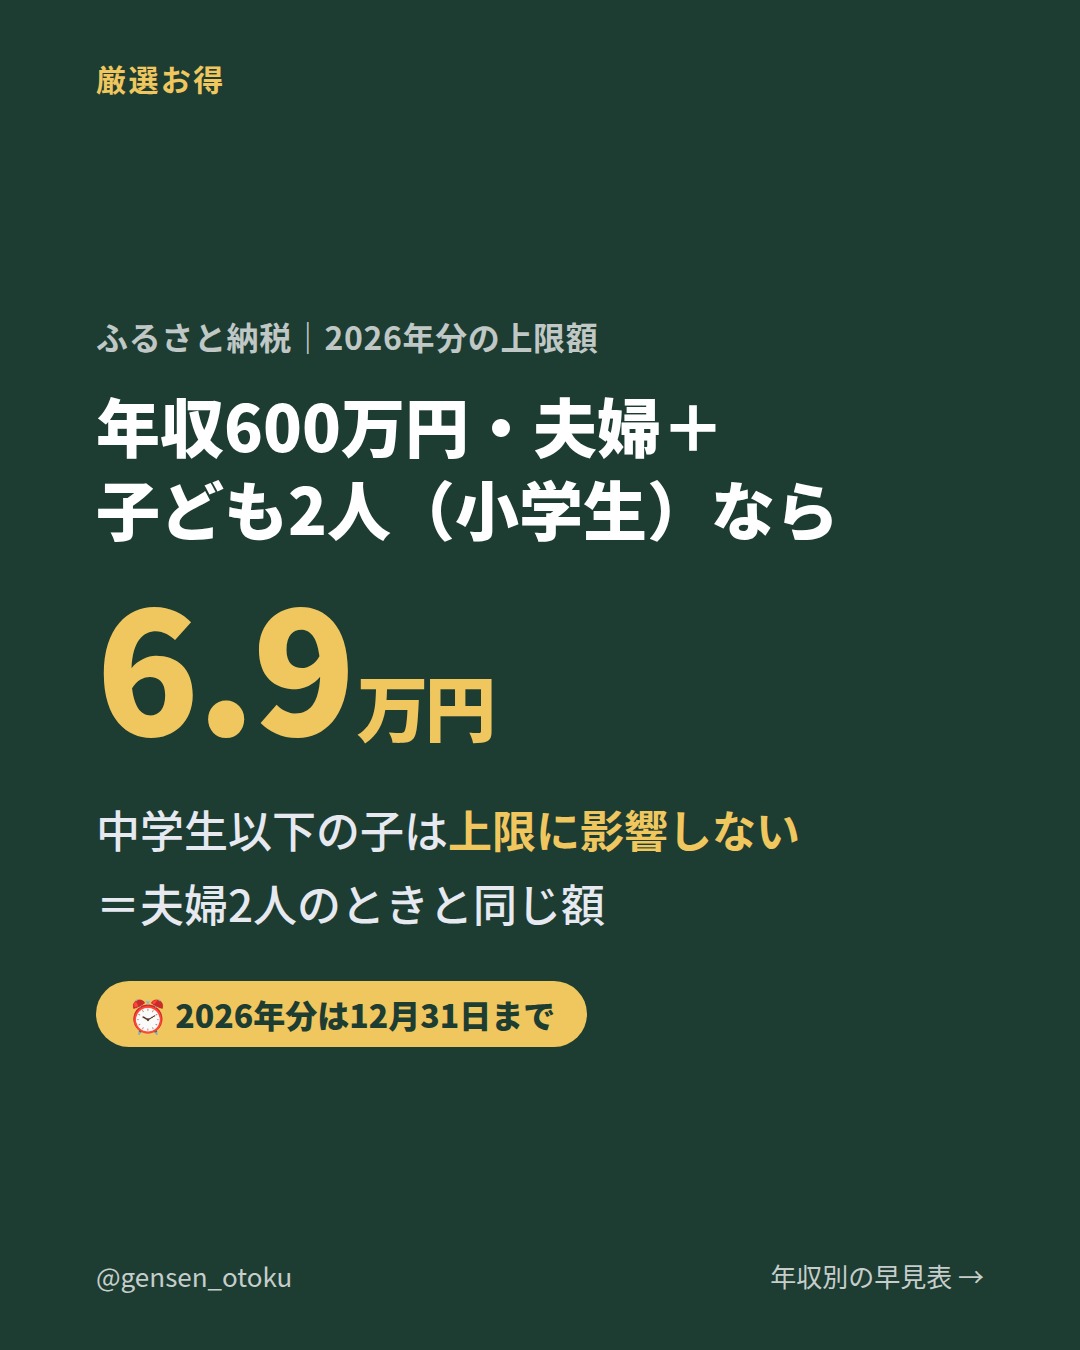 厳選お得
ふるさと納税｜2026年分の上限額
年収600万円・夫婦＋
子ども2人（小学生）なら
6.9万円
中学生以下の子は上限に影響しない
＝夫婦2人のときと同じ額
⏰ 2026年分は12月31日まで
@gensen_otoku
年収別の早見表 →